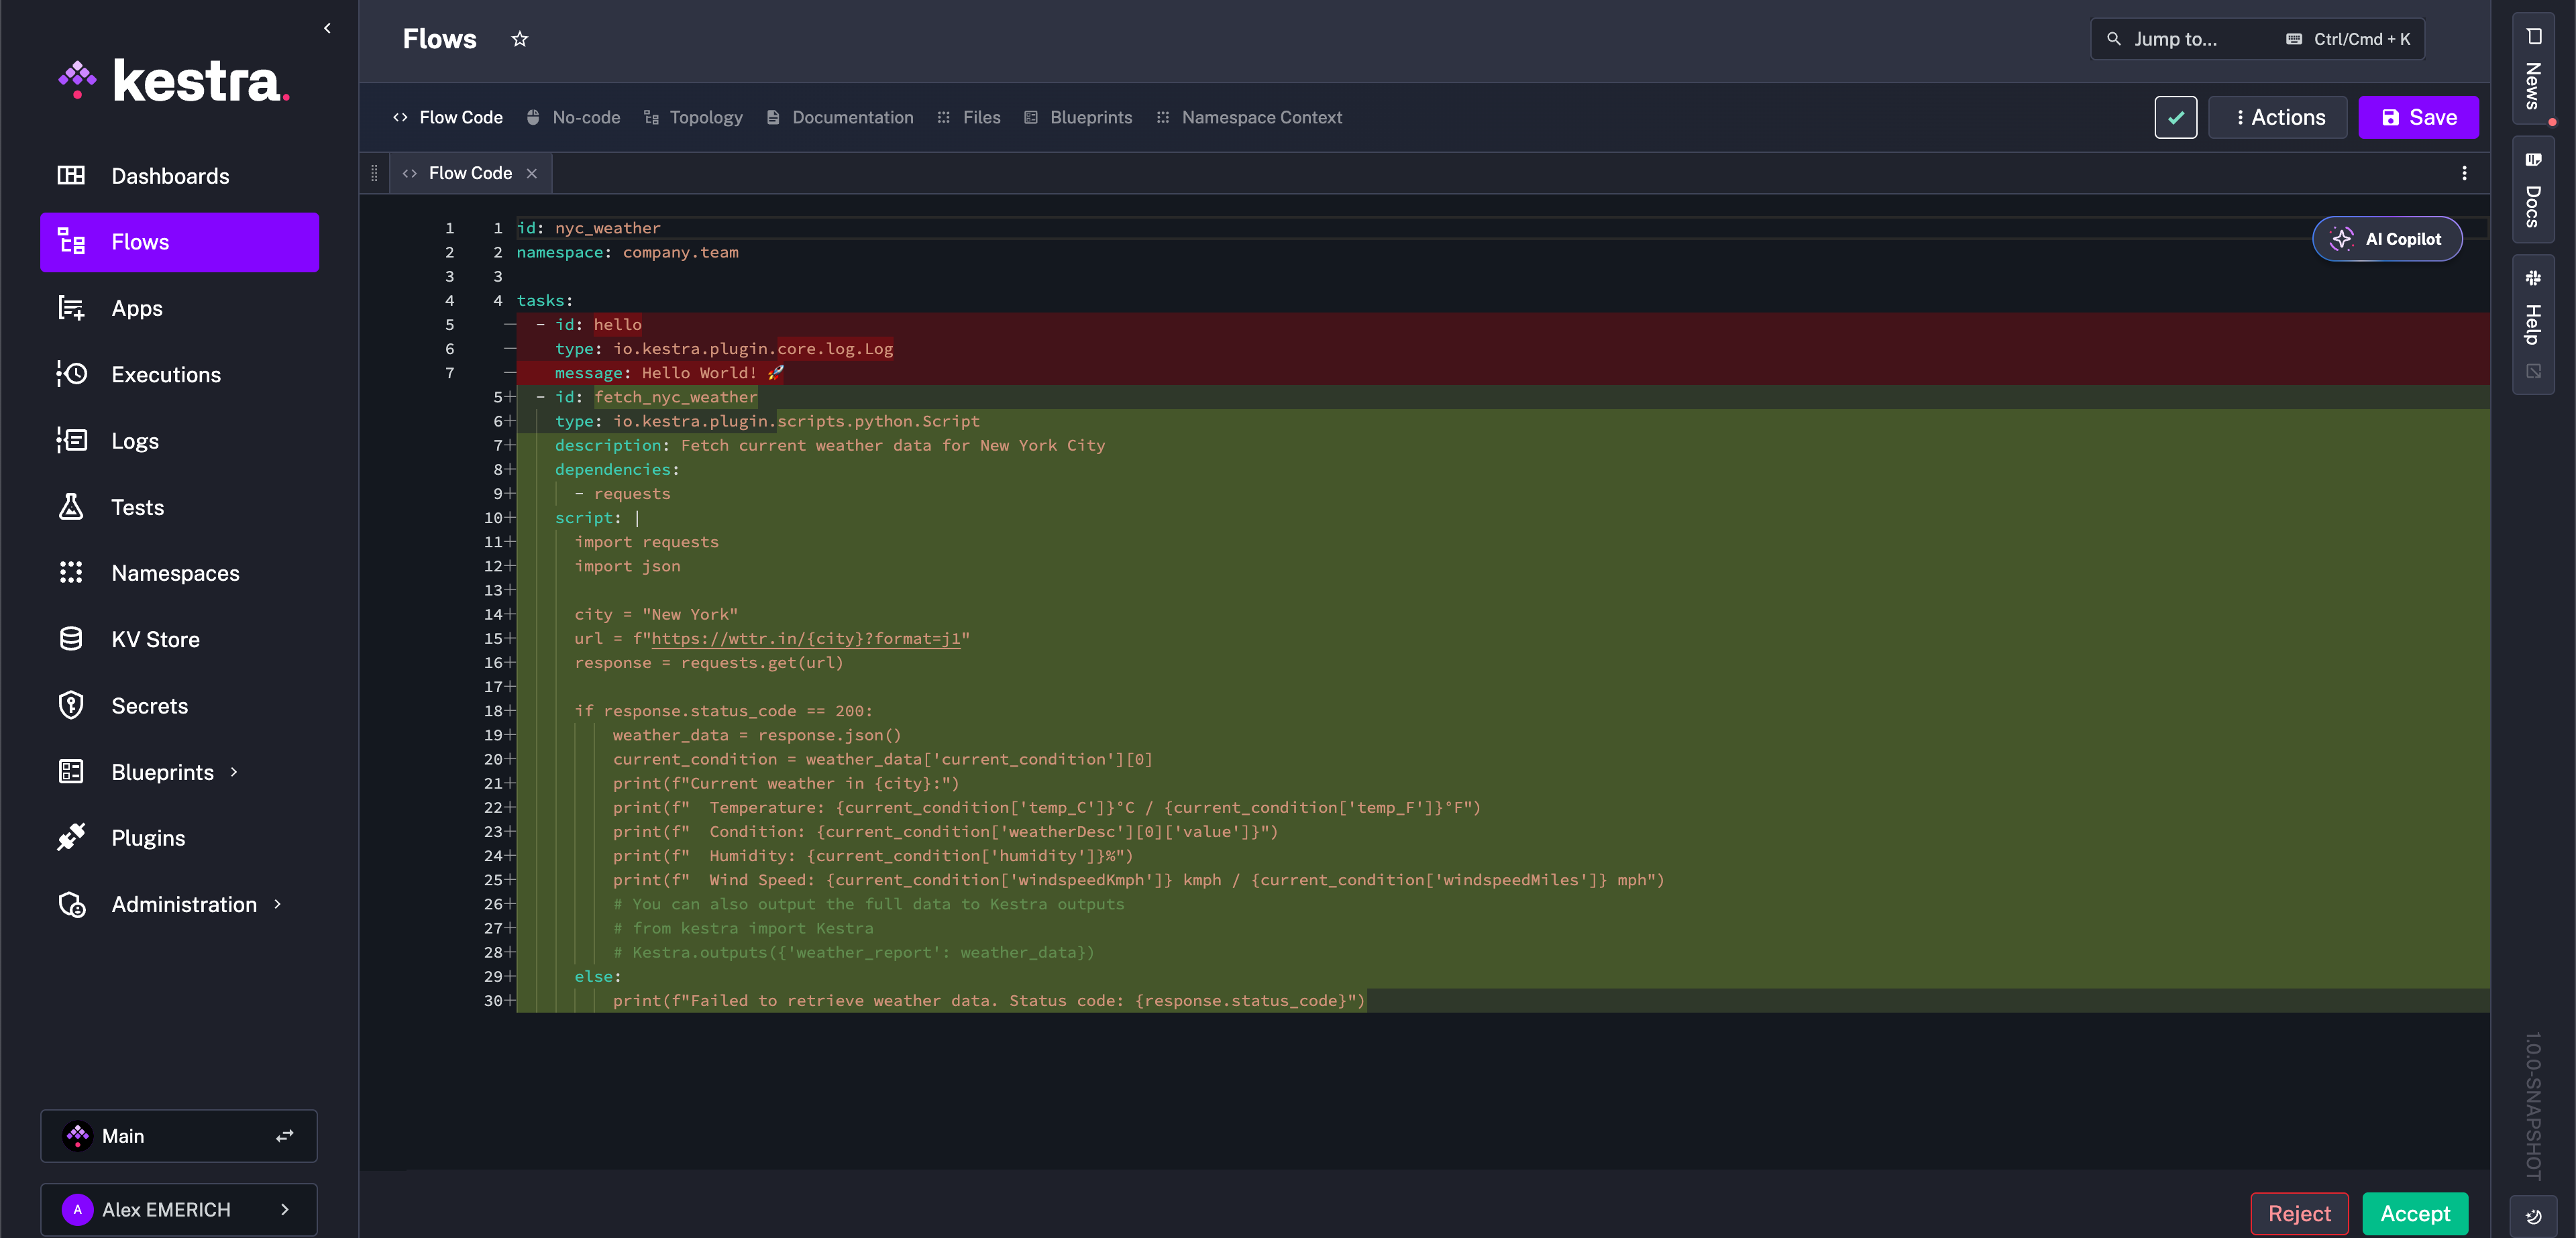 kestra.
Dashboards
Flows
Apps
Executions
Logs
Tests
Namespaces
KV Store
Secrets
Blueprints
Plugins
Administration
Main
A Alex EMERICH
Flows
Jump to... Ctrl/Cmd + K
Flow Code No-code Topology Documentation Files Blueprints Namespace Context
Actions Save
Flow Code
AI Copilot
1 1 id: nyc_weather
2 2 namespace: company.team
3 3
4 4 tasks:
5 — - id: hello
6 — type: io.kestra.plugin.core.log.Log
7 — message: Hello World! 🚀
5+ - id: fetch_nyc_weather
6+ type: io.kestra.plugin.scripts.python.Script
7+ description: Fetch current weather data for New York City
8+ dependencies:
9+ - requests
10+ script: |
11+ import requests
12+ import json
13+
14+ city = "New York"
15+ url = f"https://wttr.in/{city}?format=j1"
16+ response = requests.get(url)
17+
18+ if response.status_code == 200:
19+ weather_data = response.json()
20+ current_condition = weather_data['current_condition'][0]
21+ print(f"Current weather in {city}:")
22+ print(f"  Temperature: {current_condition['temp_C']}°C / {current_condition['temp_F']}°F")
23+ print(f"  Condition: {current_condition['weatherDesc'][0]['value']}")
24+ print(f"  Humidity: {current_condition['humidity']}%")
25+ print(f"  Wind Speed: {current_condition['windspeedKmph']} kmph / {current_condition['windspeedMiles']} mph")
26+ # You can also output the full data to Kestra outputs
27+ # from kestra import Kestra
28+ # Kestra.outputs({'weather_report': weather_data})
29+ else:
30+ print(f"Failed to retrieve weather data. Status code: {response.status_code}")
Reject Accept
News
Docs
Help
1.0.0-SNAPSHOT